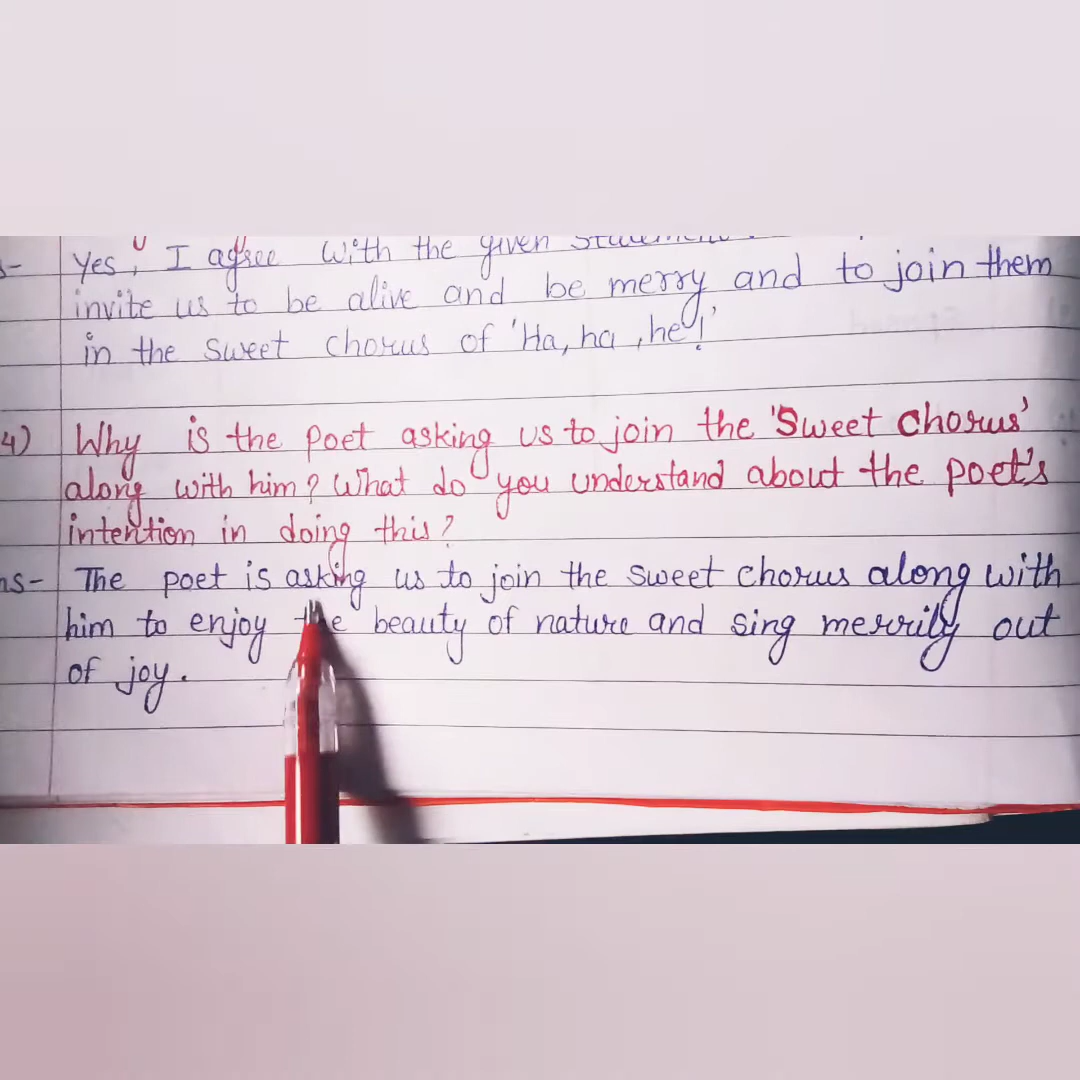 Yes, I agree with the given statement.
invite us to be alive and be merry and to join them
in the sweet chorus of 'Ha, ha, he!'
4) Why is the poet asking us to join the 'Sweet chorus'
along with him? What do you understand about the poet's
intention in doing this?
ns- The poet is asking us to join the sweet chorus along with
him to enjoy the beauty of nature and sing merrily out
of joy.